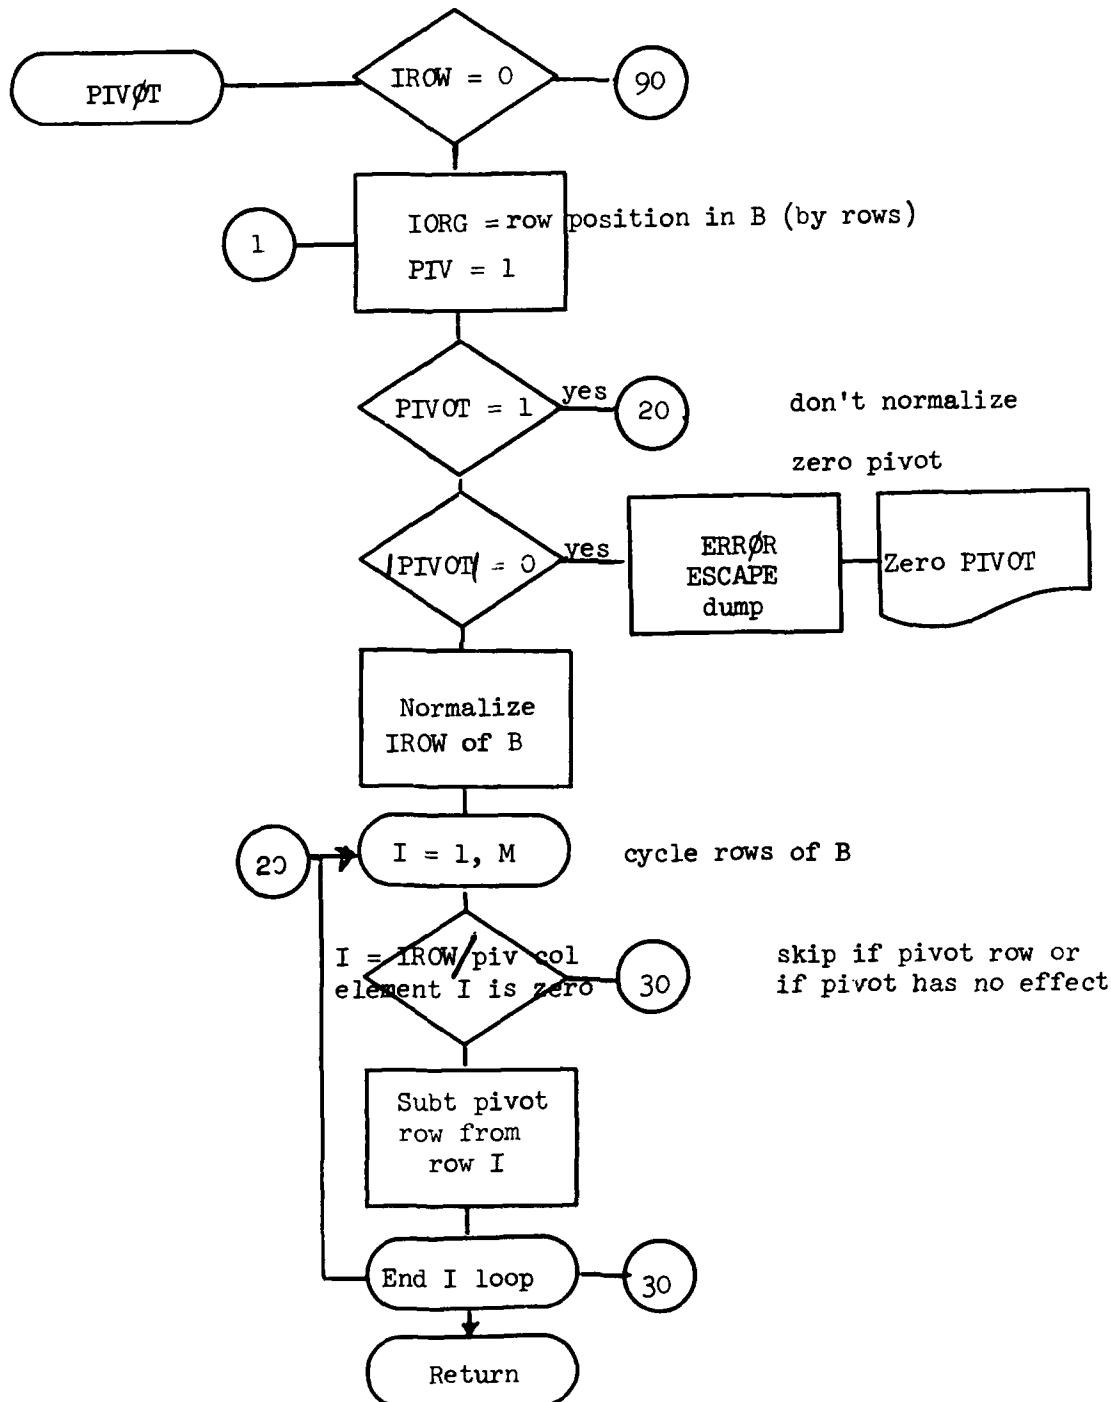 PIVØT
IROW = 0
90
1
IORG = row position in B (by rows)
PIV = 1
PIVOT = 1
yes
20
don't normalize
zero pivot
|PIVOT| = 0
yes
ERRØR
ESCAPE
dump
Zero PIVOT
Normalize
IROW of B
20
I = 1, M
cycle rows of B
I = IROW/piv col
element I is zero
30
skip if pivot row or
if pivot has no effect
Subt pivot
row from
row I
End I loop
30
Return